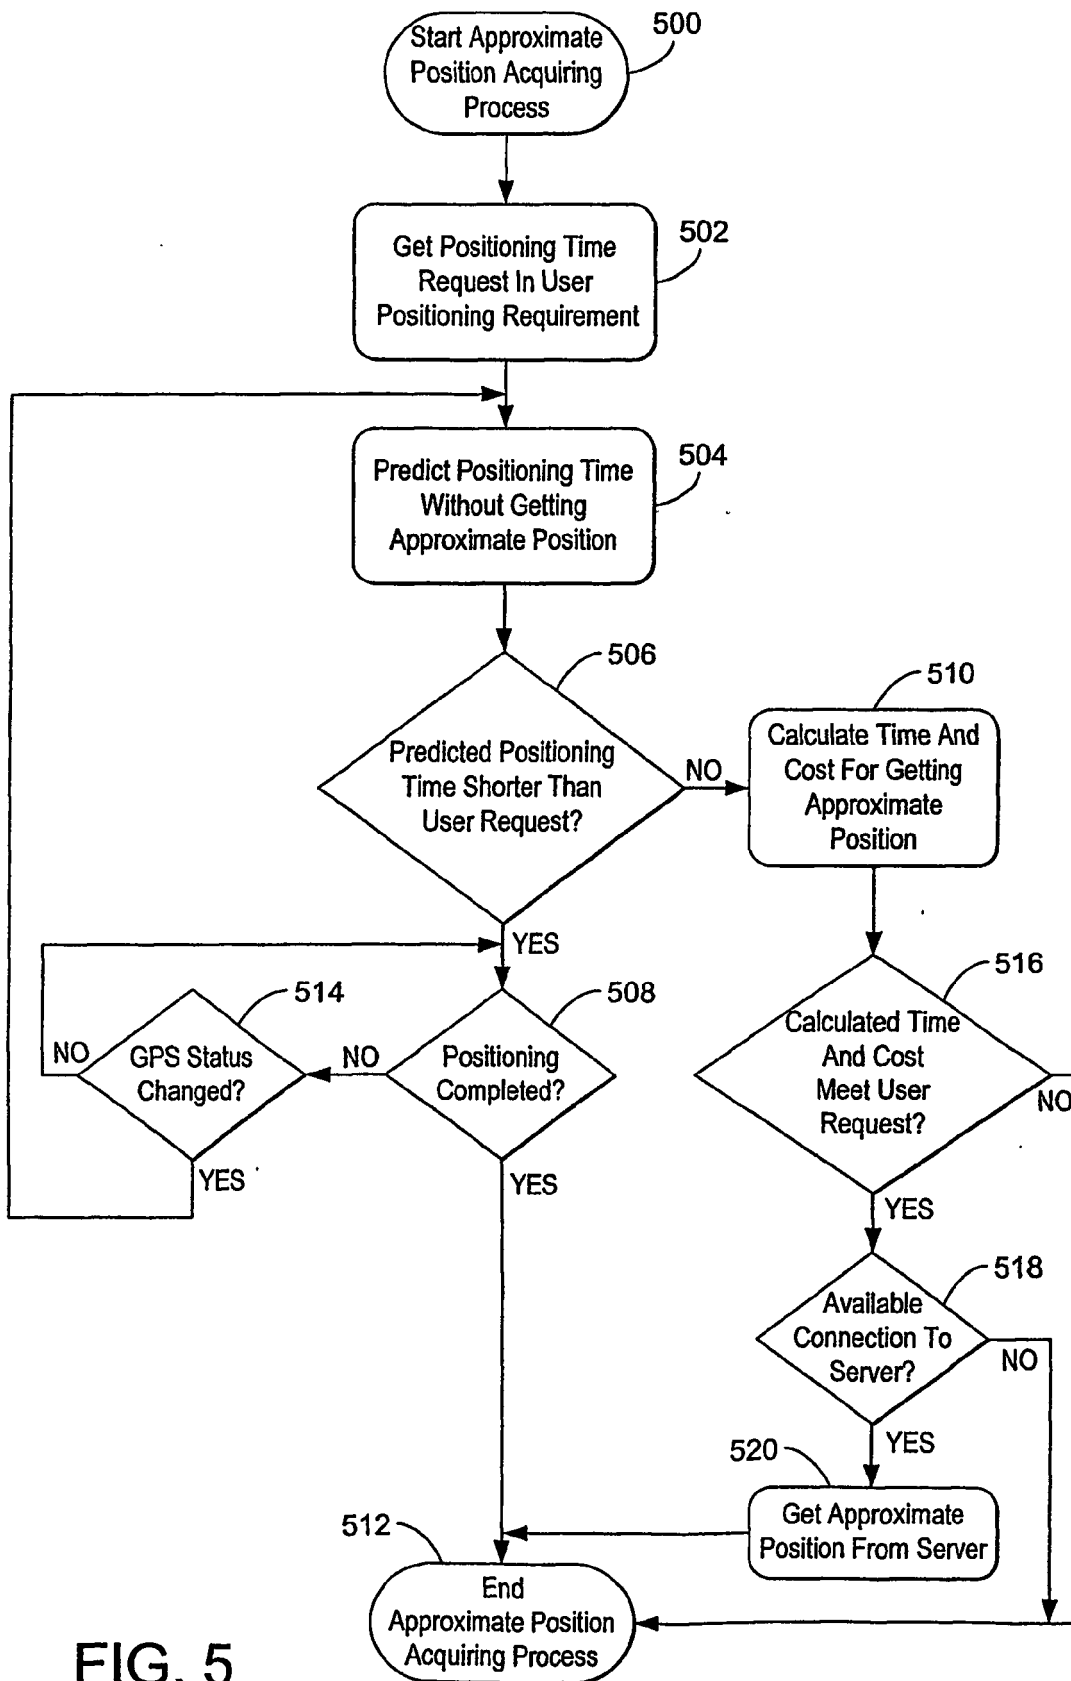 Start Approximate
Position Acquiring
Process
500
Get Positioning Time
Request In User
Positioning Requirement
502
Predict Positioning Time
Without Getting
Approximate Position
504
506
Predicted Positioning
Time Shorter Than
User Request?
NO
YES
510
Calculate Time And
Cost For Getting
Approximate
Position
514
GPS Status
Changed?
NO
YES
508
Positioning
Completed?
NO
YES
516
Calculated Time
And Cost
Meet User
Request?
NO
YES
518
Available
Connection To
Server?
NO
YES
520
Get Approximate
Position From Server
512
End
Approximate Position
Acquiring Process
FIG. 5